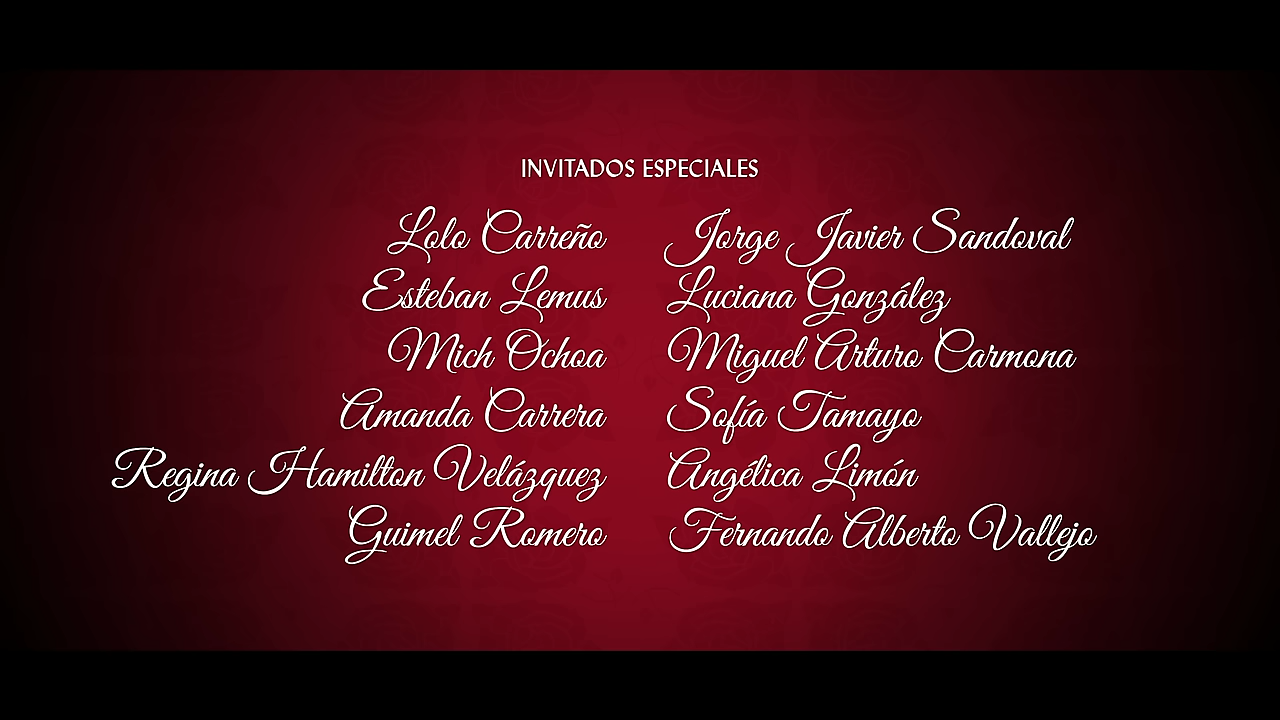 INVITADOS ESPECIALES
Lolo Carreño Jorge Javier Sandoval
Esteban Lemus Luciana González
Mich Ochoa Miguel Arturo Carmona
Amanda Carrera Sofía Tamayo
Regina Hamilton Velázquez Angélica Limón
Guimel Romero Fernando Alberto Vallejo